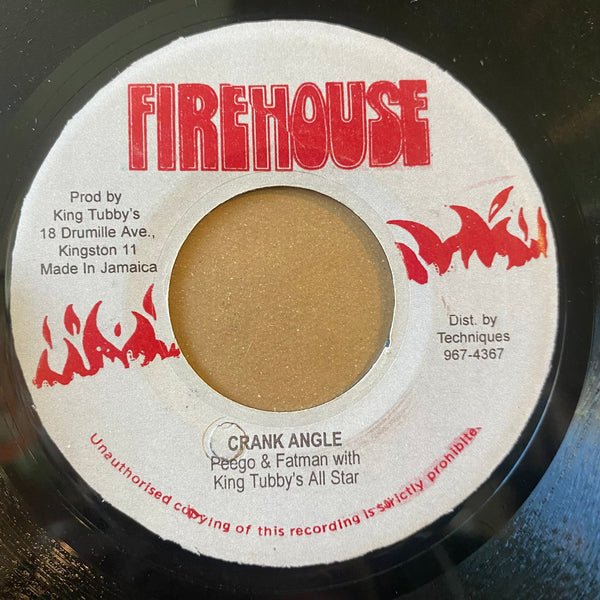 FIREHOUSE
Prod by
King Tubby's
18 Drumille Ave.,
Kingston 11
Made In Jamaica
Dist. by
Techniques
967-4367
CRANK ANGLE
Peego & Fatman with
King Tubby's All Star
Unauthorised copying of this recording is strictly prohibite